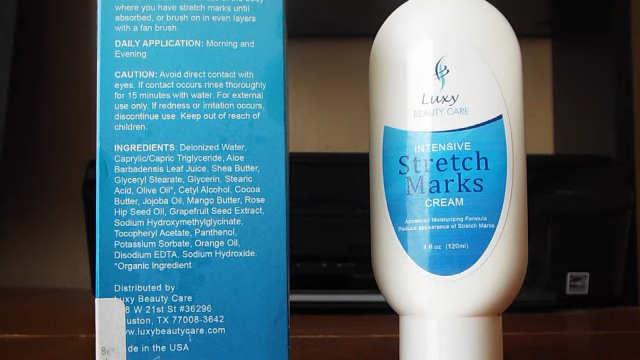 where you have stretch marks until
absorbed, or brush on in even layers
with a fan brush.
DAILY APPLICATION: Morning and
Evening
CAUTION: Avoid direct contact with
eyes. If contact occurs rinse thoroughly
for 15 minutes with water. For external
use only. If redness or irritation occurs,
discontinue use. Keep out of reach of
children.
INGREDIENTS: Deionized Water,
Caprylic/Capric Triglyceride, Aloe
Barbadensis Leaf Juice, Shea Butter,
Glyceryl Stearate, Glycerin, Stearic
Acid, Olive Oil*, Cetyl Alcohol, Cocoa
Butter, Jojoba Oil, Mango Butter, Rose
Hip Seed Oil, Grapefruit Seed Extract,
Sodium Hydroxymethylglycinate,
Tocopheryl Acetate, Panthenol,
Potassium Sorbate, Orange Oil,
Disodium EDTA, Sodium Hydroxide.
*Organic Ingredient
Distributed by
Luxy Beauty Care
8 W 21st St #36296
Houston, TX 77008-3642
www.luxybeautycare.com
de in the USA
Luxy
BEAUTY CARE
INTENSIVE
Stretch
Marks
CREAM
Advanced Moisturizing Formula
Reduce appearance of Stretch Marks
4 fl oz (120ml)